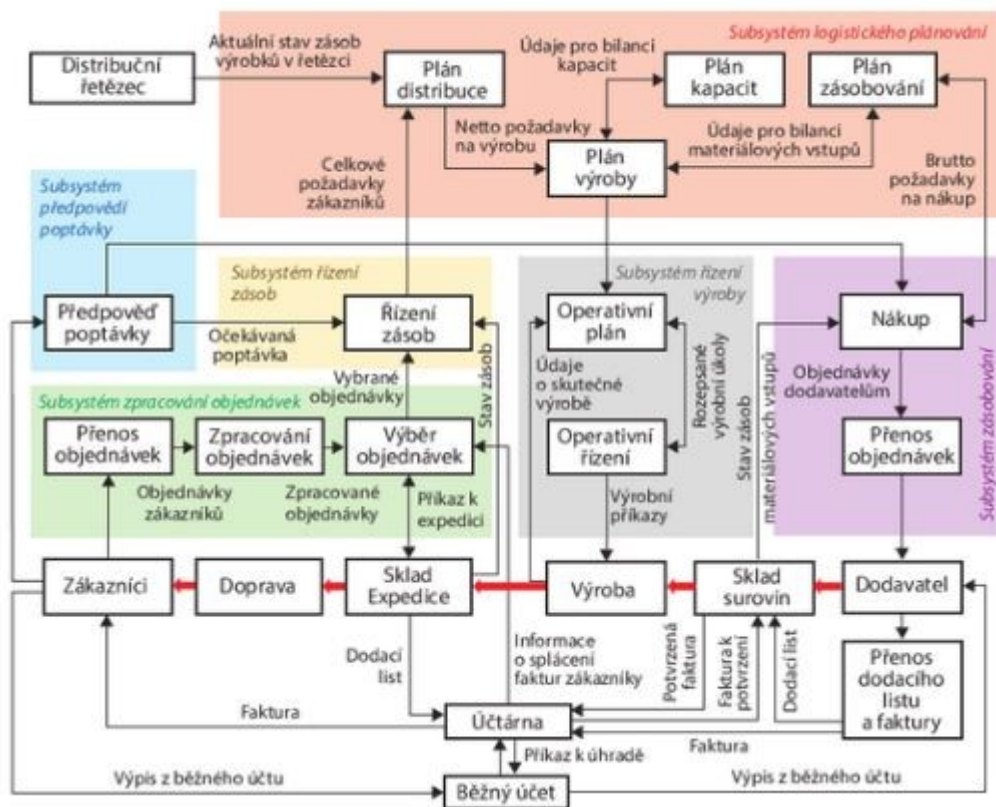 Subsystém logistického plánování
Distribuční
řetězec
Aktuální stav zásob
výrobků v řetězci
Plán
distribuce
Údaje pro bilanci
kapacit
Plán
kapacit
Plán
zásobování
Netto požadavky
na výrobu
Plán
výroby
Údaje pro bilanci
materiálových vstupů
Celkové
požadavky
zákazníků
Brutto
požadavky
na nákup
Subsystém
předpovědí
poptávky
Subsystém řízení
zásob
Subsystém řízení
výroby
Předpověď
poptávky
Očekávaná
poptávka
Řízení
zásob
Operativní
plán
Nákup
Vybrané
objednávky
Stav zásob
Údaje
o skutečné
výrobě
Rozepsané
výrobní úkoly
Stav zásob
materiálových vstupů
Objednávky
dodavatelům
Subsystém zásobování
Subsystém zpracování objednávek
Přenos
objednávek
Zpracování
objednávek
Výběr
objednávek
Operativní
řízení
Přenos
objednávek
Objednávky
zákazníků
Zpracované
objednávky
Příkaz k
expedici
Výrobní
příkazy
Zákazníci
Doprava
Sklad
Expedice
Výroba
Sklad
surovin
Dodavatel
Dodací
list
Informace
o splácení
faktur zákazníky
Potvrzená
faktura
Faktura k
potvrzení
Dodací list
Přenos
dodacího
listu
a faktury
Faktura
Účtárna
Faktura
Příkaz k úhradě
Výpis z běžného účtu
Běžný účet
Výpis z běžného účtu